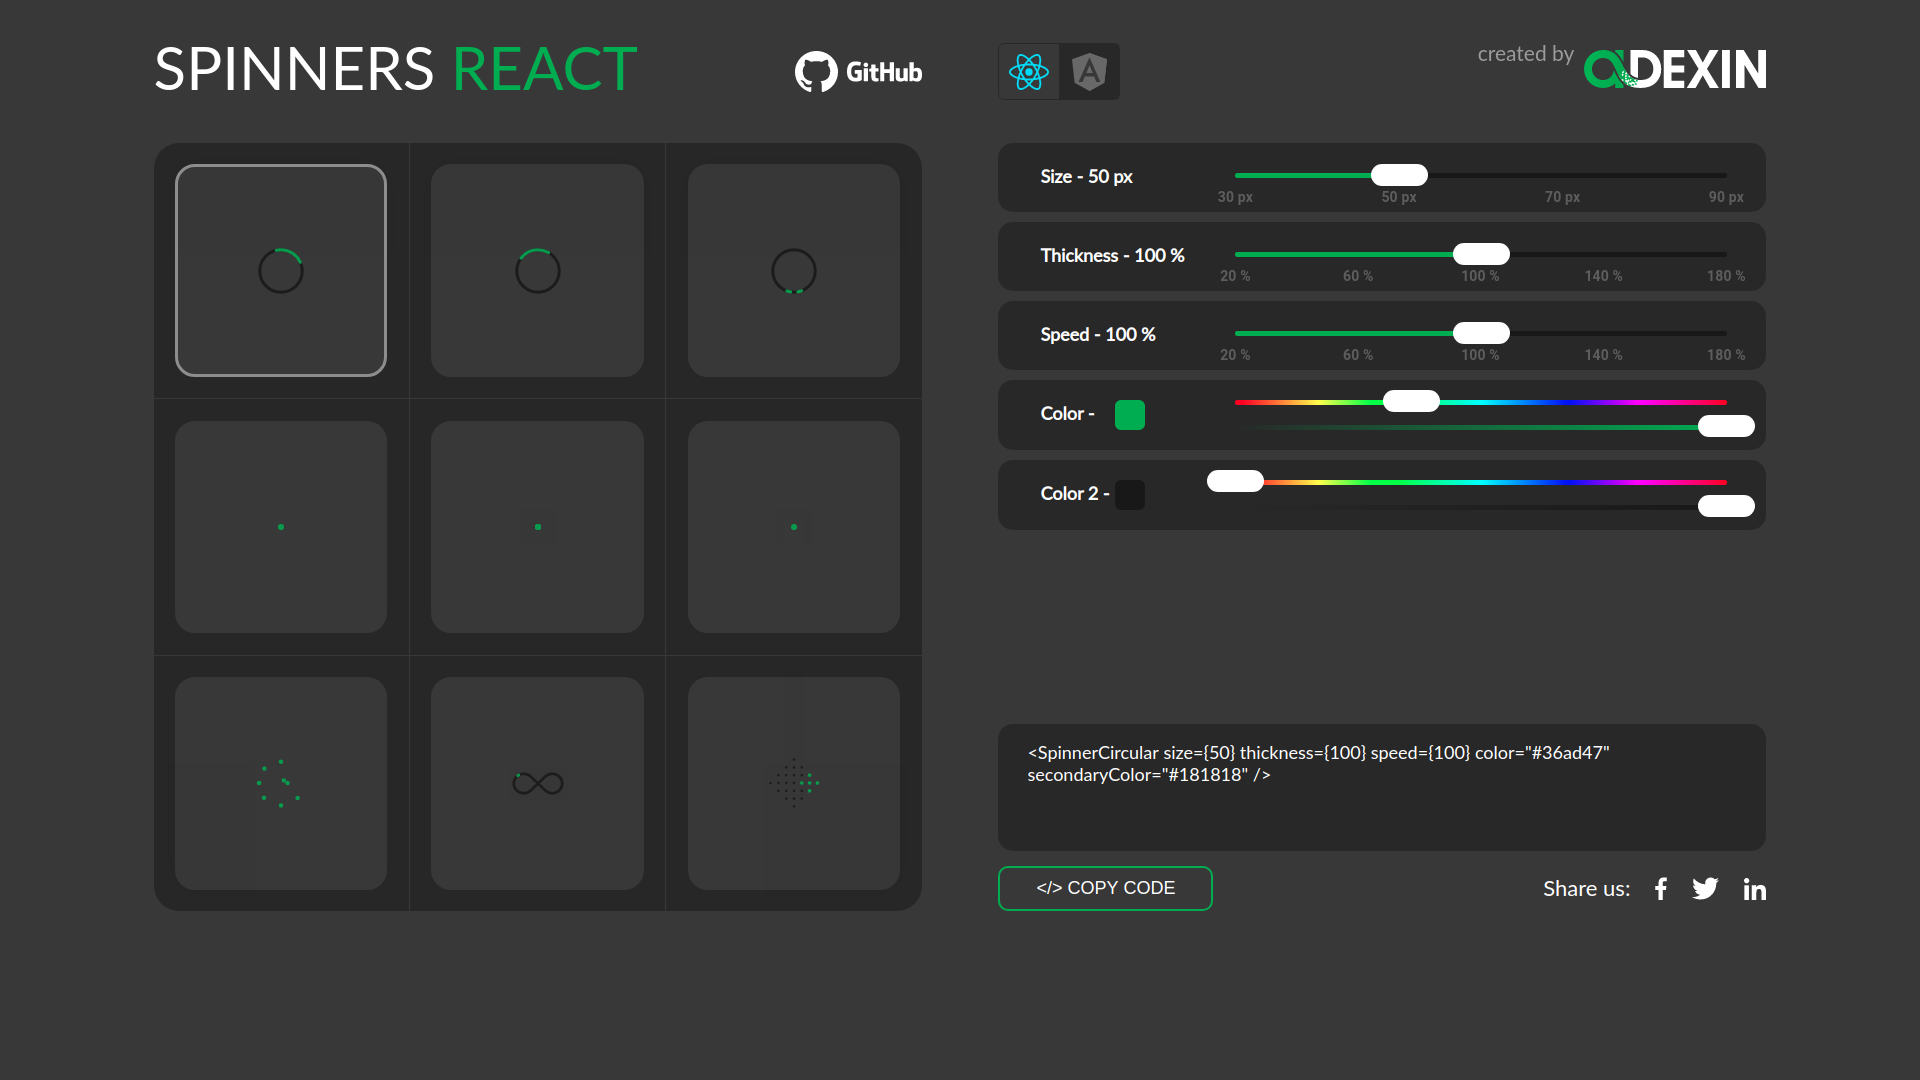 SPINNERS REACT
GitHub
created by
DEXIN
Size - 50 px
30 px 50 px 70 px 90 px
Thickness - 100 %
20 % 60 % 100 % 140 % 180 %
Speed - 100 %
20 % 60 % 100 % 140 % 180 %
Color -
Color 2 -
<SpinnerCircular size={50} thickness={100} speed={100} color="#36ad47"
secondaryColor="#181818" />
</> COPY CODE
Share us: